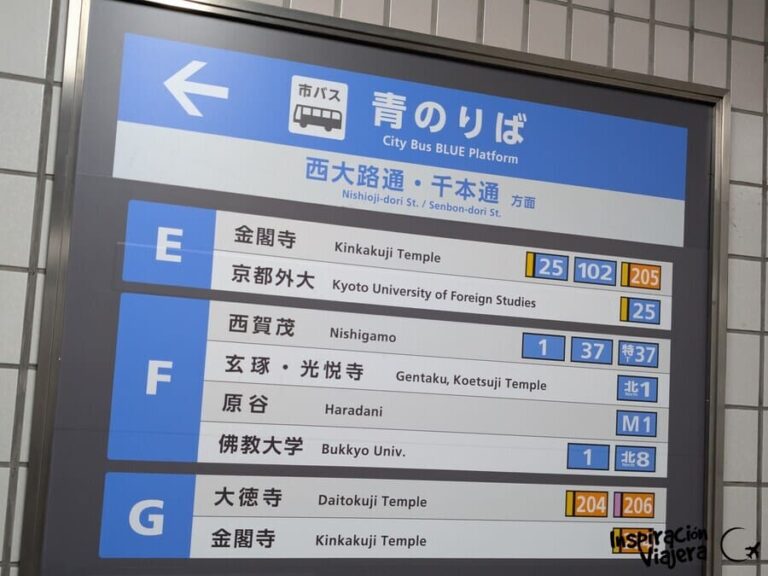 市バス
青のりば
City Bus BLUE Platform
西大路通・千本通 方面
Nishioji-dori St. / Senbon-dori St.
E
金閣寺 Kinkakuji Temple 25 102 205
京都外大 Kyoto University of Foreign Studies 25
F
西賀茂 Nishigamo 1 37 特37
玄琢・光悦寺 Gentaku, Koetsuji Temple 北1
原谷 Haradani M1
佛教大学 Bukkyo Univ. 1 北8
G
大徳寺 Daitokuji Temple 204 206
金閣寺 Kinkakuji Temple
Inspiración
Viajera